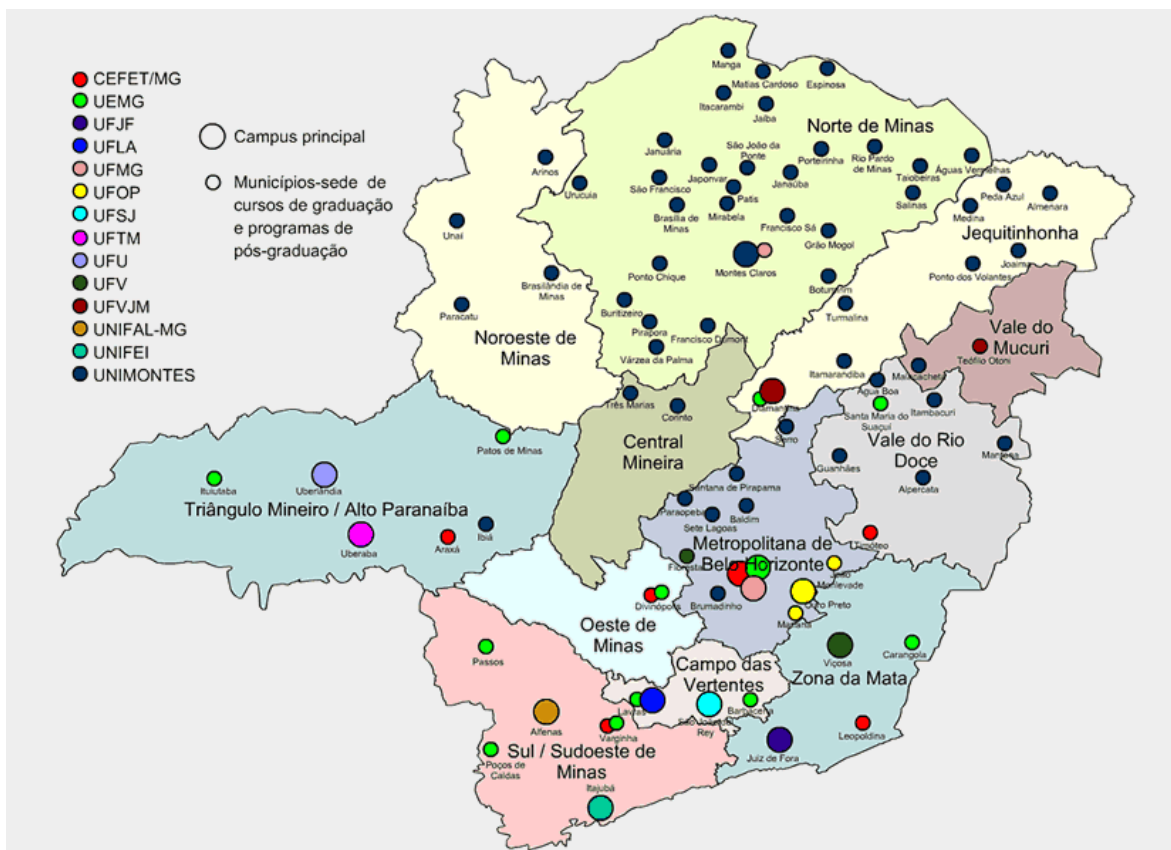 CEFET/MG
UEMG
UFJF
UFLA
UFMG
UFOP
UFSJ
UFTM
UFU
UFV
UFVJM
UNIFAL-MG
UNIFEI
UNIMONTES
Campus principal
Municípios-sede de
cursos de graduação
e programas de
pós-graduação
Manga
Matias Cardoso
Espinosa
Itacarambi
Jaíba
Norte de Minas
Januária
São João da
Ponte
Porteirinha
Rio Pardo
de Minas
Águas Vermelhas
Arinos
Urucuia
São Francisco
Japonvar
Janaúba
Taiobeiras
Patis
Salinas
Peda Azul
Almenara
Brasília de
Minas
Mirabela
Medina
Unaí
Francisco Sá
Grão Mogol
Jequitinhonha
Montes Claros
Joaíma
Ponto Chique
Ponto dos Volantes
Brasilândia de
Minas
Botumirim
Paracatu
Buritizeiro
Turmalina
Pirapora
Francisco Dumont
Noroeste de
Minas
Várzea da Palma
Vale do
Mucuri
Teófilo Otoni
Itamarandiba
Malacacheta
Três Marias
Corinto
Diamantina
Água Boa
Santa Maria do
Suaçuí
Itambacuri
Serro
Central
Mineira
Vale do Rio
Doce
Patos de Minas
Guanhães
Mantena
Alpercata
Ituiutaba
Uberlândia
Santana de Pirapama
Triângulo Mineiro / Alto Paranaíba
Paraopeba
Baldim
Sete Lagoas
Uberaba
Araxá
Ibiá
Timóteo
Metropolitana de
Belo Horizonte
Florestal
João
Monlevade
Divinópolis
Brumadinho
Ouro Preto
Mariana
Oeste de
Minas
Passos
Viçosa
Carangola
Campo das
Vertentes
Zona da Mata
Lavras
São João del
Rey
Barbacena
Alfenas
Varginha
Leopoldina
Sul / Sudoeste de
Minas
Poços de
Caldas
Juiz de Fora
Itajubá